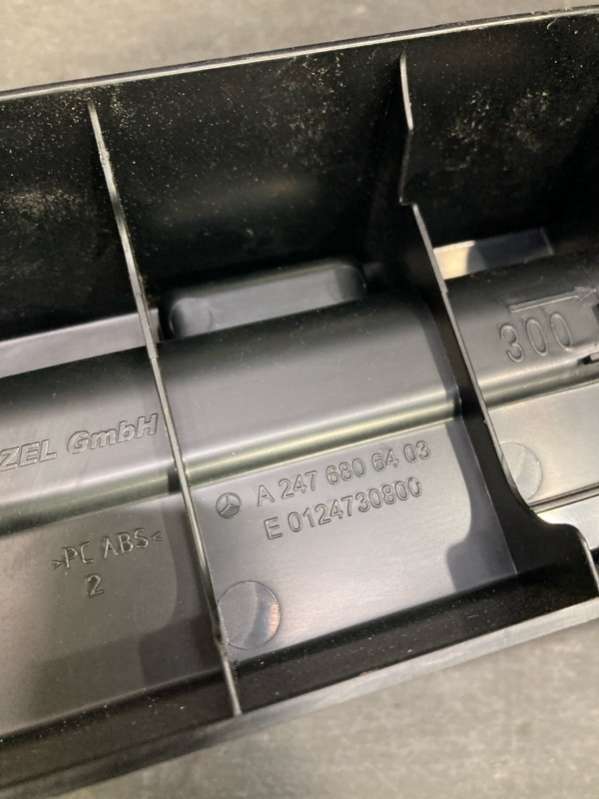 300
ZEL GmbH
A 247 680 64 03
E 0124730800
>PC ABS<
2